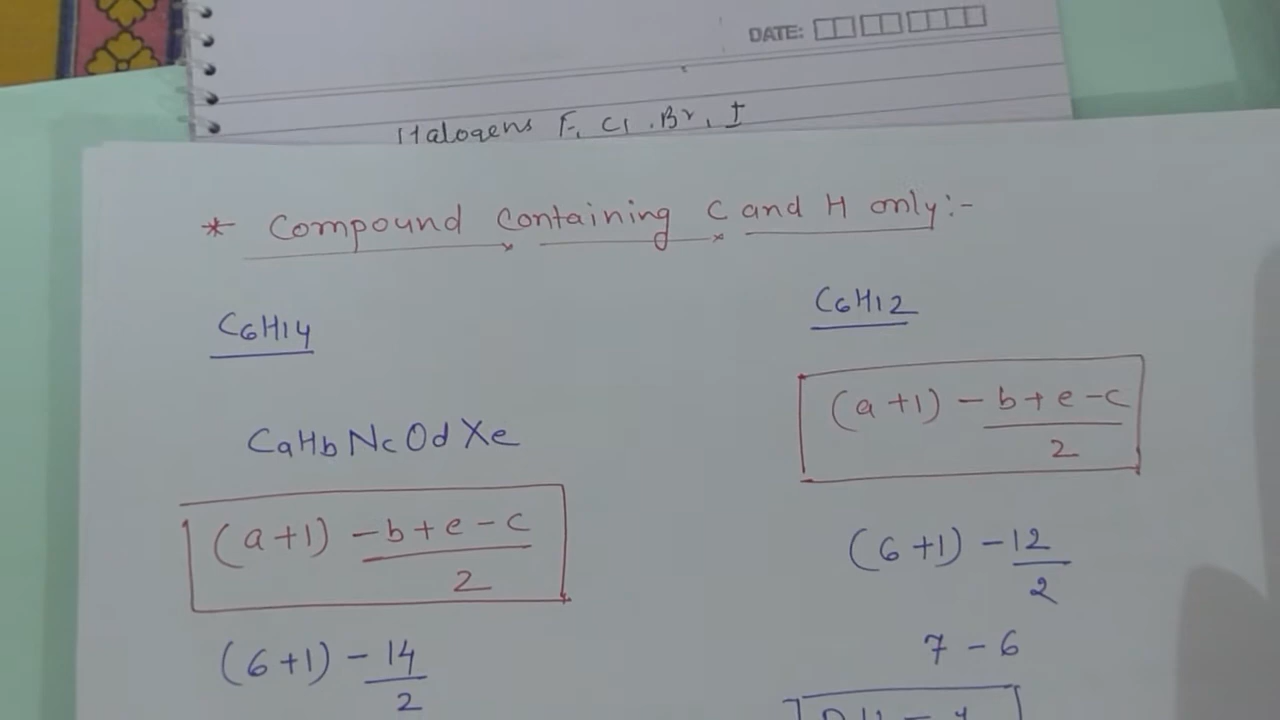 DATE:
Halogens F, Cl, Br, I
* Compound Containing C and H only:-
C6H14
CaHbNcOdXe
(a+1) - b+e-c
2
(6+1) - 14
2
C6H12
(a+1) - b+e-c
2
(6+1) - 12
2
7 - 6